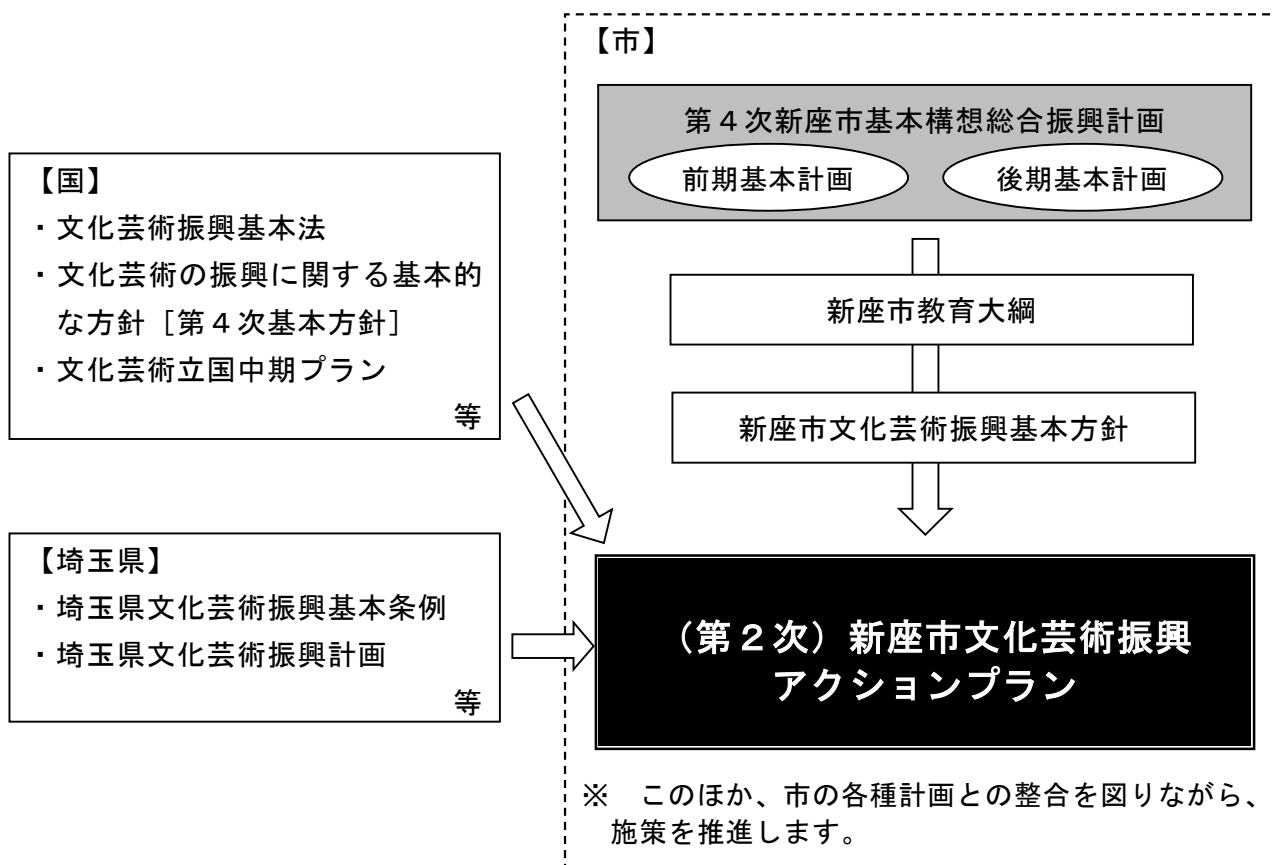 【市】
第４次新座市基本構想総合振興計画
前期基本計画
後期基本計画
新座市教育大綱
新座市文化芸術振興基本方針
【国】
・文化芸術振興基本法
・文化芸術の振興に関する基本的
な方針［第４次基本方針］
・文化芸術立国中期プラン
等
【埼玉県】
・埼玉県文化芸術振興基本条例
・埼玉県文化芸術振興計画
等
（第２次）新座市文化芸術振興
アクションプラン
※　このほか、市の各種計画との整合を図りながら、
施策を推進します。